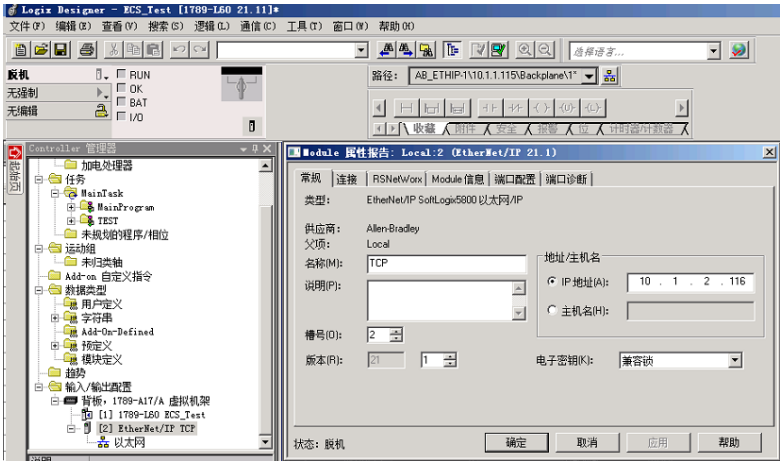 Logix Designer - ECS_Test [1789-L60 21.11]*
文件(F) 编辑(E) 查看(V) 搜索(S) 逻辑(L) 通信(C) 工具(T) 窗口(W) 帮助(H)
选择语言...
脱机 RUN
无强制 OK
无编辑 BAT
I/O
路径: AB_ETHIP-1\10.1.1.115\Backplane\1*
收藏 附件 安全 报警 位 计时器/计数器
Controller 管理器
起始页
加电处理器
任务
MainTask
MainProgram
TEST
未规划的程序/相位
运动组
未归类轴
Add-on 自定义指令
数据类型
用户定义
字符串
Add-On-Defined
预定义
模块定义
趋势
输入/输出配置
背板, 1789-A17/A 虚拟机架
[1] 1789-L60 ECS_Test
[2] EtherNet/IP TCP
以太网
Module 属性报告: Local:2 (EtherNet/IP 21.1)
常规 连接 RSNetWorx Module 信息 端口配置 端口诊断
类型: EtherNet/IP SoftLogix5800 以太网/IP
供应商: Allen-Bradley
父项: Local
名称(M): TCP
说明(P):
槽号(O): 2
版本(R): 21 1
地址/主机名
IP 地址(A): 10 . 1 . 2 . 116
主机名(H):
电子密钥(K): 兼容锁
状态: 脱机
确定 取消 应用 帮助